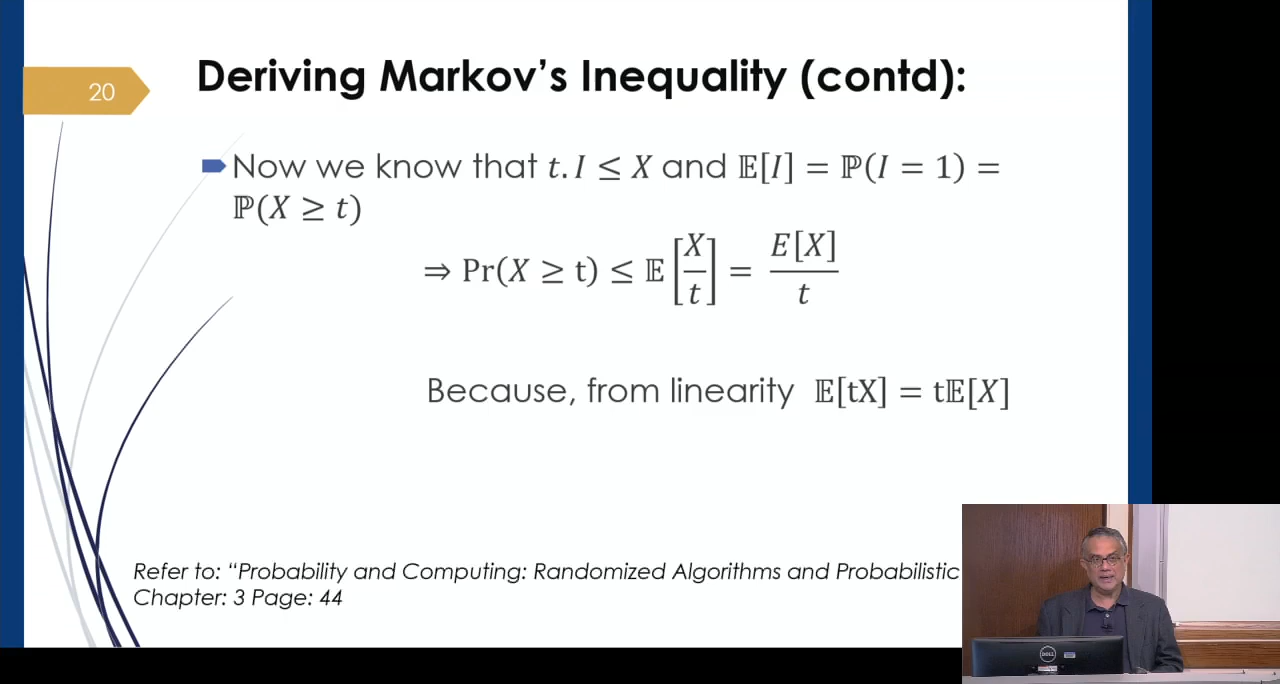 20
Deriving Markov's Inequality (contd):
Now we know that t. I ≤ X and 𝔼[I] = ℙ(I = 1) =
ℙ(X ≥ t)
⇒ Pr(X ≥ t) ≤ 𝔼[X/t] = E[X]/t
Because, from linearity 𝔼[tX] = t𝔼[X]
Refer to: “Probability and Computing: Randomized Algorithms and Probabilistic
Chapter: 3 Page: 44
DELL